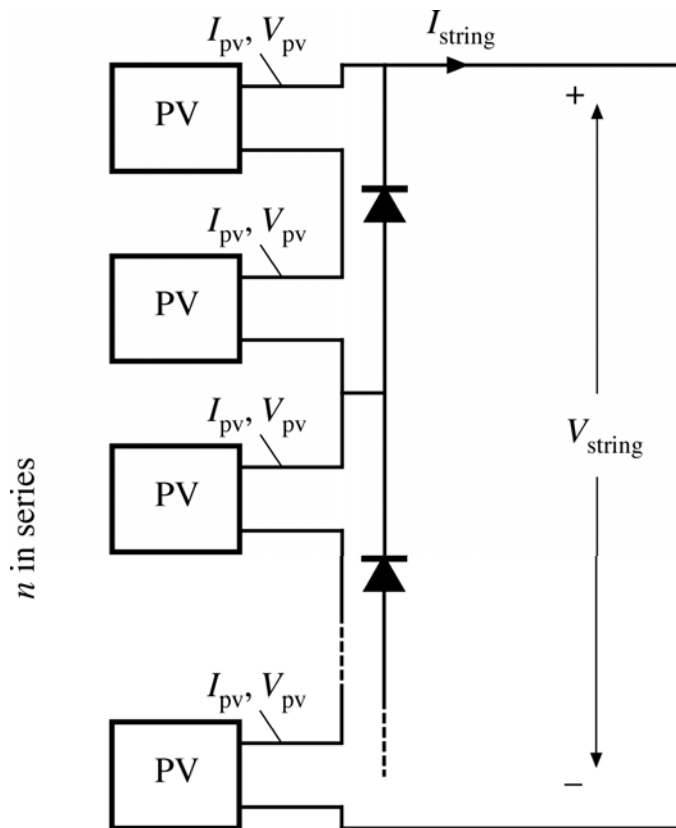 I_pv, V_pv
I_string
PV
+
I_pv, V_pv
PV
I_pv, V_pv
V_string
PV
n in series
I_pv, V_pv
PV
−